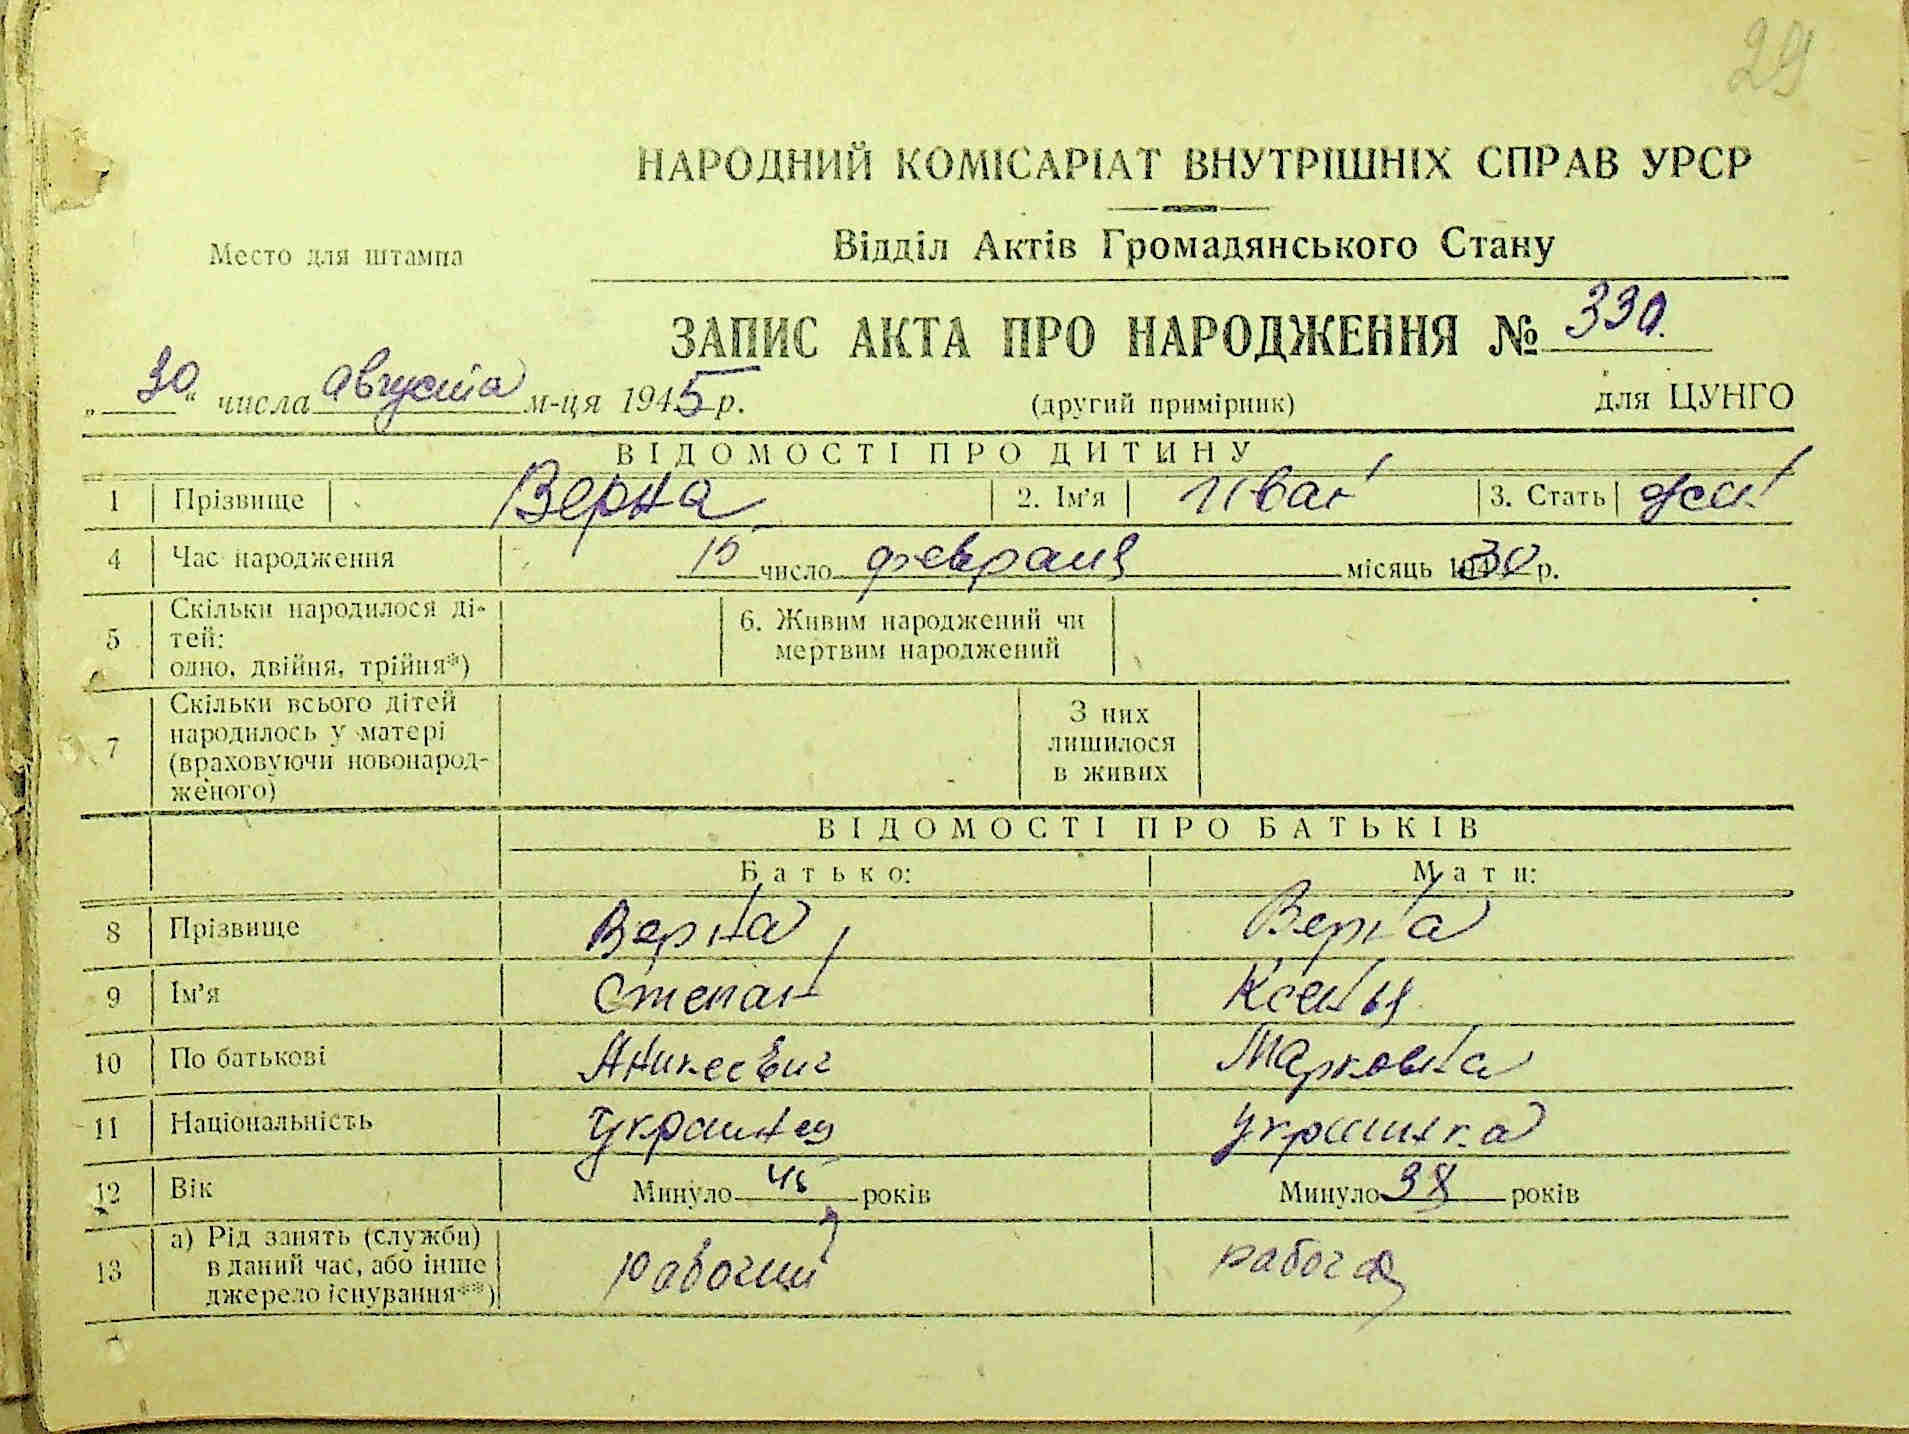 29
НАРОДНИЙ КОМІСАРІАТ ВНУТРІШНІХ СПРАВ УРСР
Место для штампа
Відділ Актів Громадянського Стану
ЗАПИС АКТА ПРО НАРОДЖЕННЯ № 330.
„30“ числа августа м-ця 1945 р.
(другий примірник) для ЦУНГО
ВІДОМОСТІ ПРО ДИТИНУ
1 Прізвище Верна 2. Ім'я Иван 3. Стать
4 Час народження 15 число февраля місяць 1930 р.
5 Скільки народилося ді-
тей:
одно, двійня, трійня*)
6. Живим народжений чи
мертвим народжений
7 Скільки всього дітей
народилось у матері
(враховуючи новонарод-
женого)
З них
лишилося
в живих
ВІДОМОСТІ ПРО БАТЬКІВ
Батько: Мати:
8 Прізвище Верна Верна
9 Ім'я Степан Ксенья
10 По батькові Аникеевич Марковна
11 Національність Украинец Украинка
12 Вік Минуло років Минуло 38 років
13 а) Рід занять (служби)
в даний час, або інше
джерело існування**)
рабочий рабочая